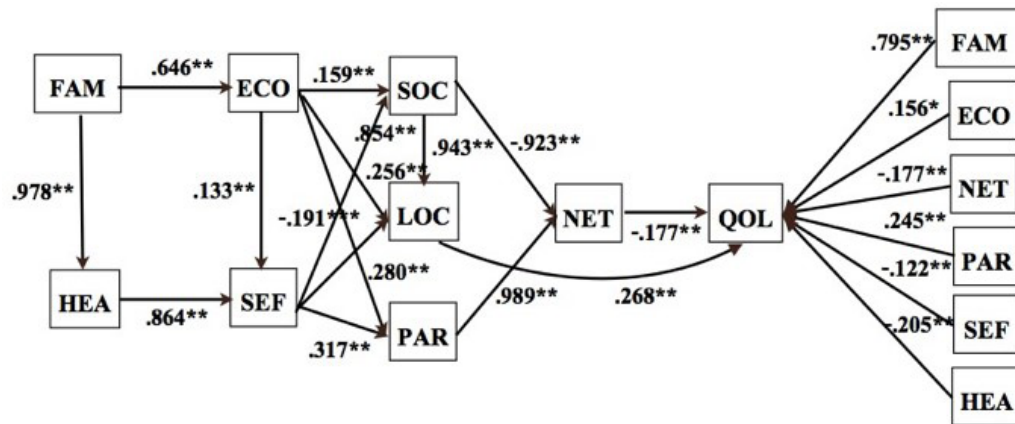 FAM
.795**
.646**
.159**
FAM
ECO
SOC
.156*
ECO
.854**
.943**
-.923**
.256**
-.177**
NET
.978**
.133**
-.191***
LOC
NET
QOL
.245**
-.177**
PAR
.280**
-.122**
HEA
SEF
.989**
.268**
SEF
.864**
.317**
PAR
-.205**
HEA